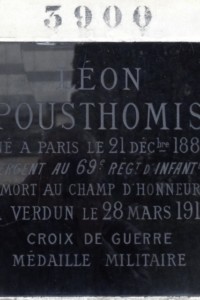 3900
LÉON
POUSTHOMIS
NÉ A PARIS LE 21 DÉCBRE 188
SERGENT AU 69E REGT D'INFANT
MORT AU CHAMP D'HONNEUR
A VERDUN LE 28 MARS 191
CROIX DE GUERRE
MÉDAILLE MILITAIRE